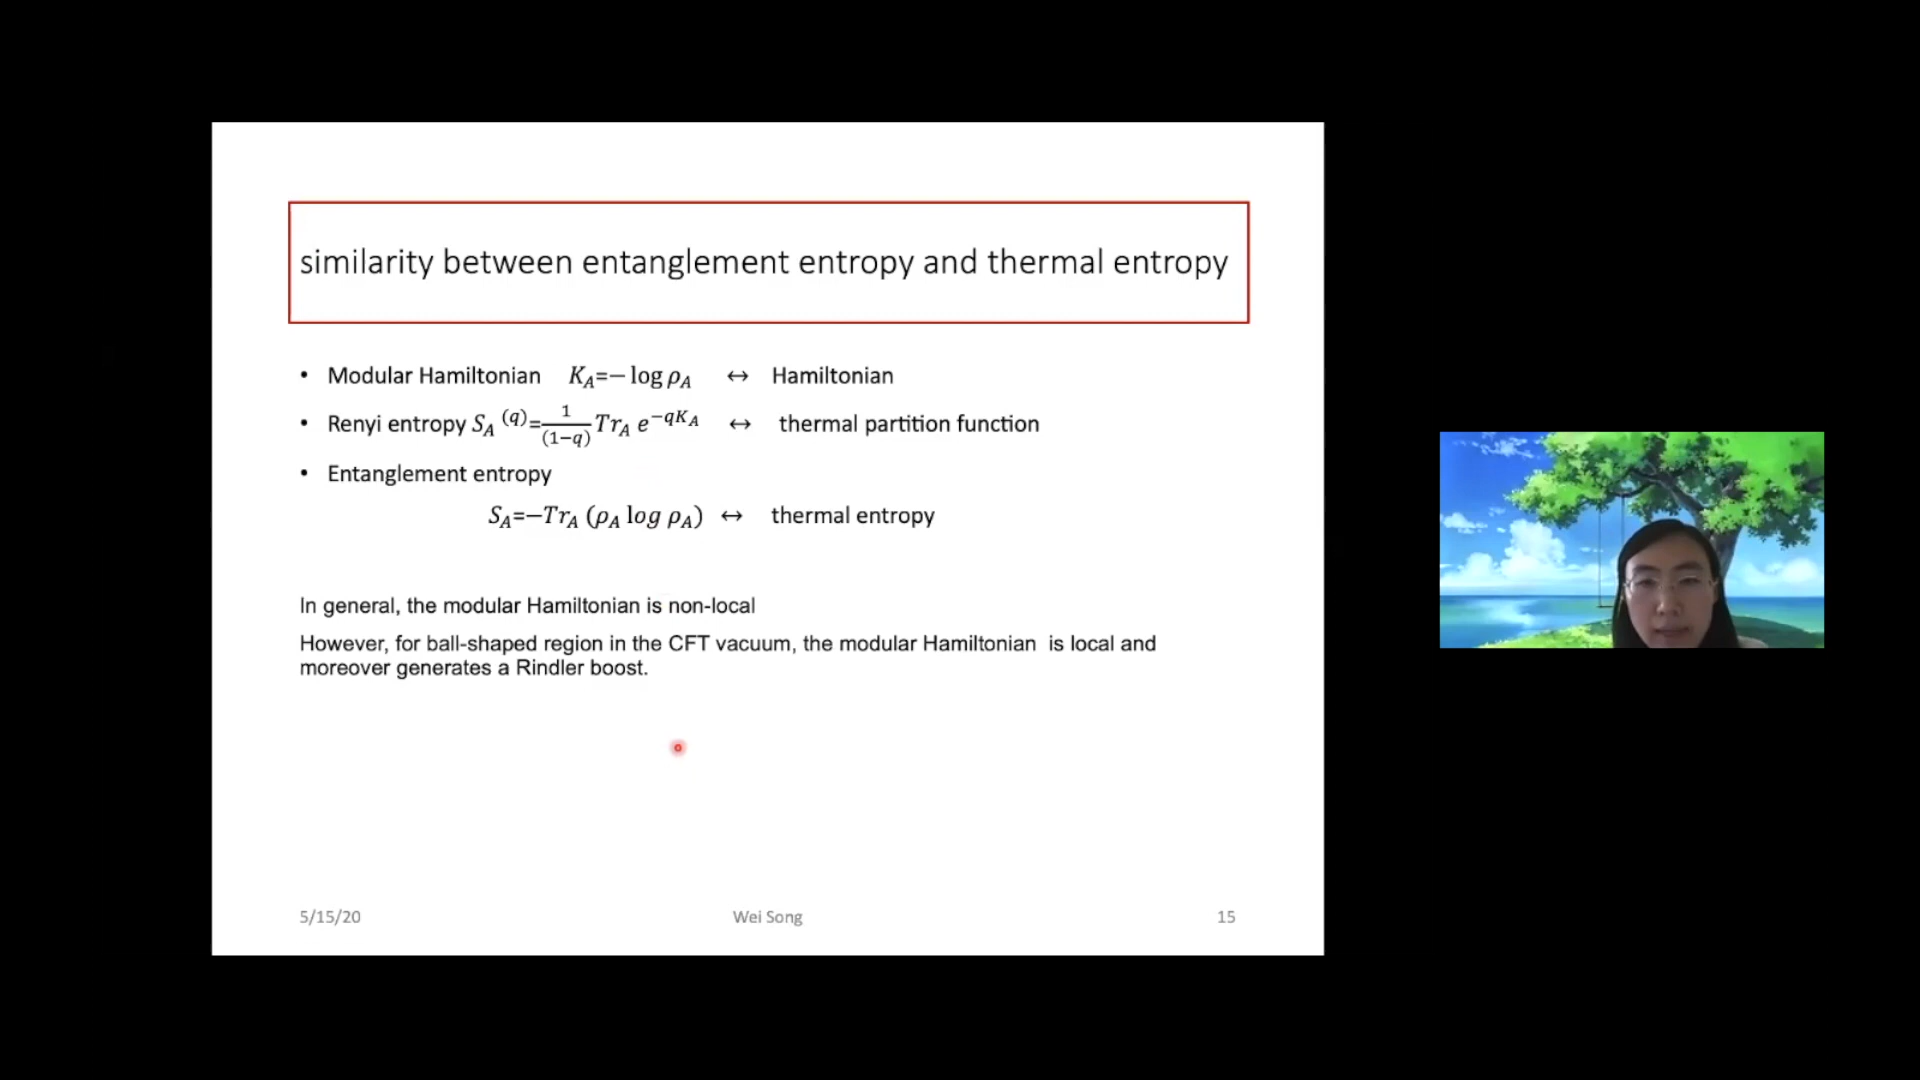 similarity between entanglement entropy and thermal entropy
• Modular Hamiltonian K_A=− log ρ_A ↔ Hamiltonian
• Renyi entropy S_A^(q)=1/(1−q) Tr_A e^{−qK_A} ↔ thermal partition function
• Entanglement entropy
S_A=−Tr_A (ρ_A log ρ_A) ↔ thermal entropy
In general, the modular Hamiltonian is non-local
However, for ball-shaped region in the CFT vacuum, the modular Hamiltonian is local and
moreover generates a Rindler boost.
5/15/20 Wei Song 15